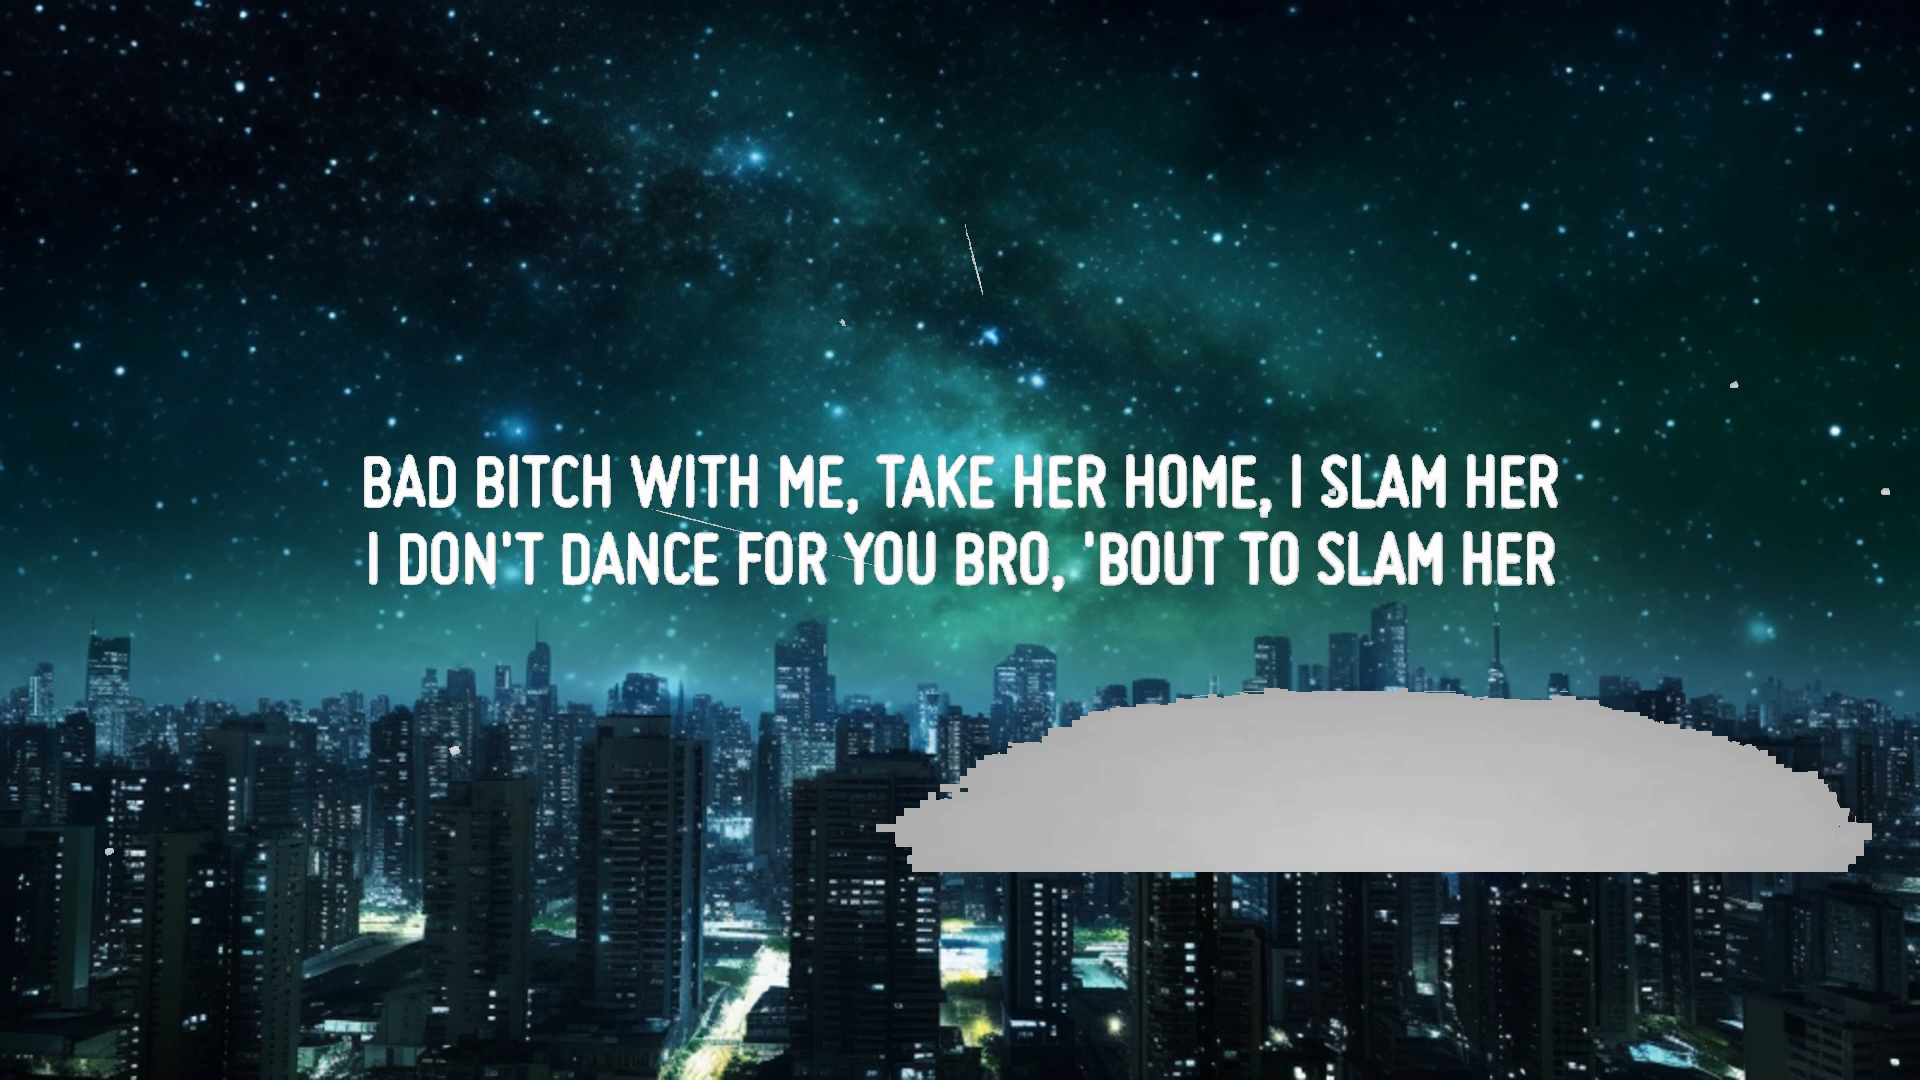 BAD BITCH WITH ME, TAKE HER HOME, I SLAM HER
I DON'T DANCE FOR YOU BRO, 'BOUT TO SLAM HER